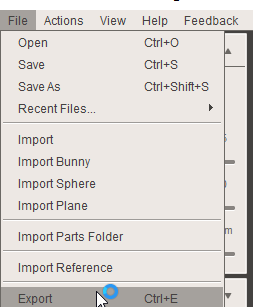 File Actions View Help Feedback
Open Ctrl+O
Save Ctrl+S
Save As Ctrl+Shift+S
Recent Files...
Import
Import Bunny
Import Sphere
Import Plane
Import Parts Folder
Import Reference
Export Ctrl+E